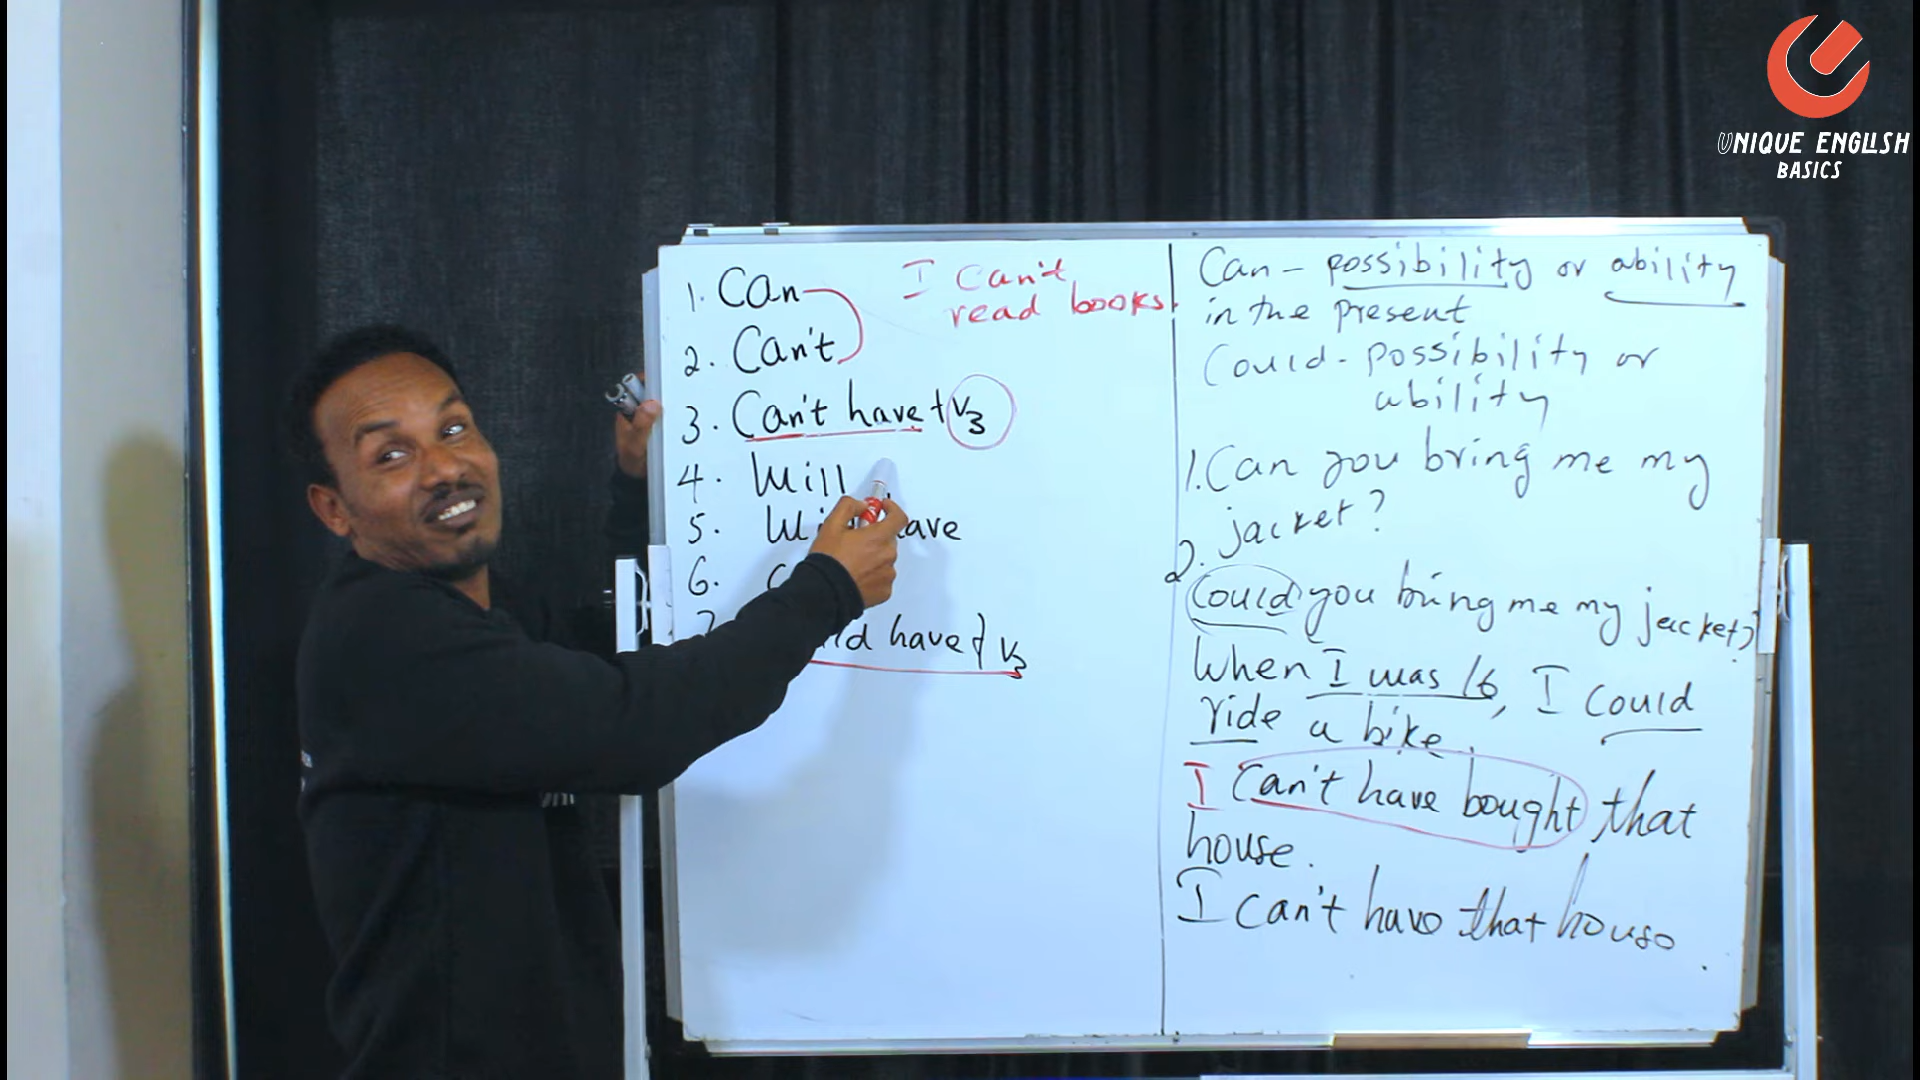 UNIQUE ENGLISH
BASICS
1. Can
2. Can't
3. Can't have + V3
4. Will
5. have
6.
have + V3
I can't
read books
Can - possibility or ability
in the present
Could - possibility or
ability
1. Can you bring me my
jacket?
2.
Could you bring me my jacket?
When I was 16, I could
ride a bike.
I can't have bought that
house.
I can't have that house